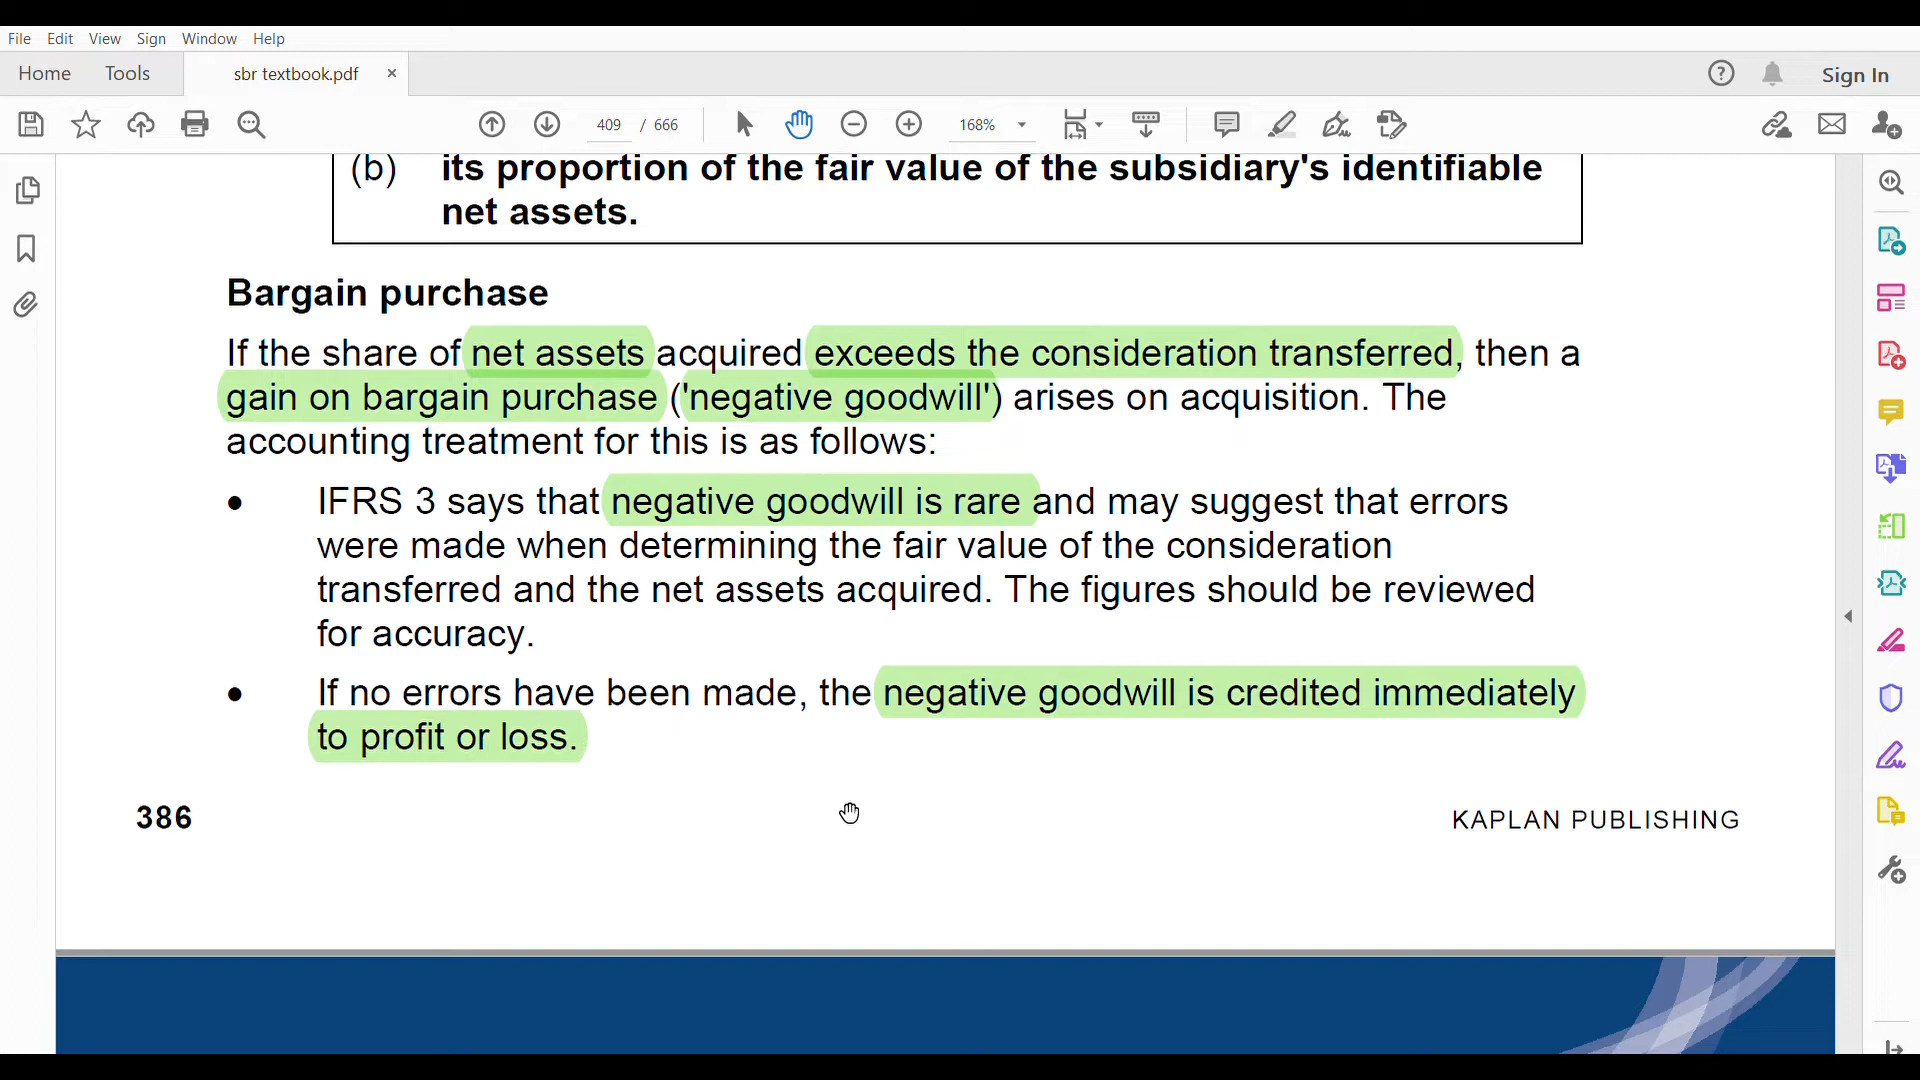 File Edit View Sign Window Help
Home Tools sbr textbook.pdf × Sign In
409 / 666 168%
(b) its proportion of the fair value of the subsidiary's identifiable
net assets.
Bargain purchase
If the share of net assets acquired exceeds the consideration transferred, then a
gain on bargain purchase ('negative goodwill') arises on acquisition. The
accounting treatment for this is as follows:
• IFRS 3 says that negative goodwill is rare and may suggest that errors
were made when determining the fair value of the consideration
transferred and the net assets acquired. The figures should be reviewed
for accuracy.
• If no errors have been made, the negative goodwill is credited immediately
to profit or loss.
386 KAPLAN PUBLISHING